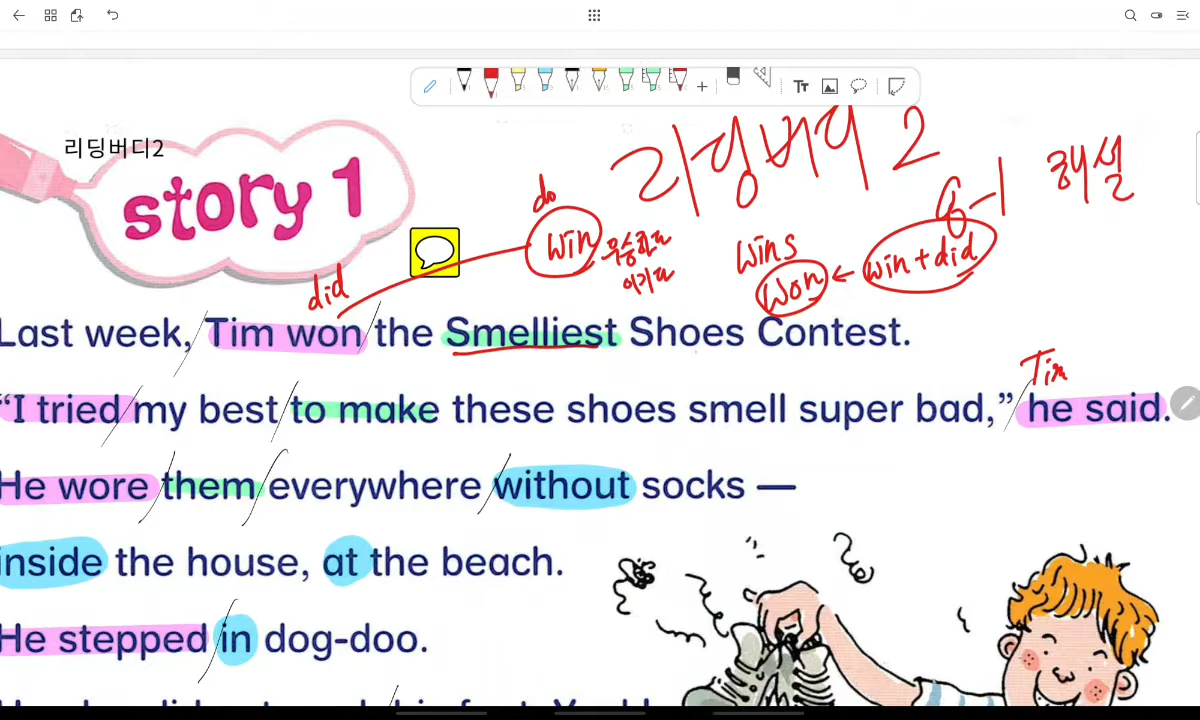 리딩버디2
story 1
리딩버디 2
6-1 해설
do
win 우승하다
이기다
wins
won ← win + did
did
Last week, Tim won the Smelliest Shoes Contest.
Tim
“I tried my best to make these shoes smell super bad,” he said.
He wore them everywhere without socks —
inside the house, at the beach.
He stepped in dog-doo.